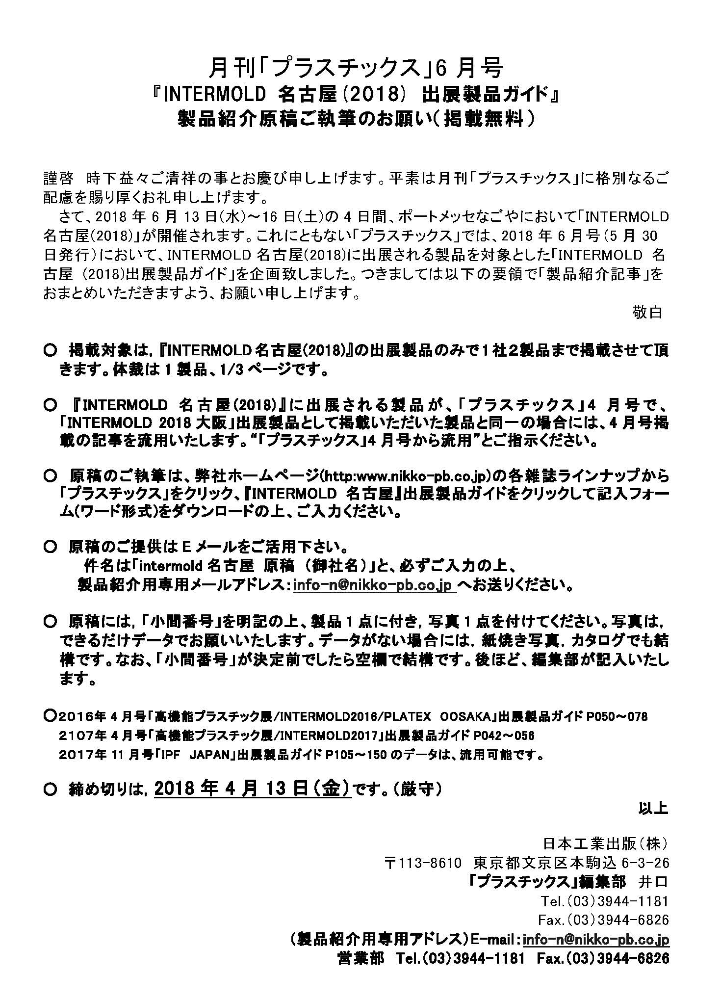 月刊「プラスチックス」6 月号
『INTERMOLD 名古屋(2018) 出展製品ガイド』
製品紹介原稿ご執筆のお願い(掲載無料)
謹啓 時下益々ご清祥の事とお慶び申し上げます。平素は月刊「プラスチックス」に格別なるご
配慮を賜り厚くお礼申し上げます。
さて、2018 年 6 月 13 日(水)～16 日(土)の 4 日間、ポートメッセなごやにおいて「INTERMOLD
名古屋(2018)」が開催されます。これにともない「プラスチックス」では、2018 年 6 月号(5 月 30
日発行)において、INTERMOLD 名古屋(2018)に出展される製品を対象とした「INTERMOLD 名
古屋 (2018)出展製品ガイド」を企画致しました。つきましては以下の要領で「製品紹介記事」を
おまとめいただきますよう、お願い申し上げます。
敬白
○ 掲載対象は,『INTERMOLD 名古屋(2018)』の出展製品のみで 1 社２製品まで掲載させて頂
きます。体裁は 1 製品、1/3 ページです。
○ 『INTERMOLD 名古屋(2018)』に出展される製品が、「プラスチックス」4 月号で、
「INTERMOLD 2018 大阪」出展製品として掲載いただいた製品と同一の場合には、4 月号掲
載の記事を流用いたします。“「プラスチックス」4 月号から流用”とご指示ください。
○ 原稿のご執筆は、弊社ホームページ(http:www.nikko-pb.co.jp)の各雑誌ラインナップから
「プラスチックス」をクリック、『INTERMOLD 名古屋』出展製品ガイドをクリックして記入フォー
ム(ワード形式)をダウンロードの上、ご入力ください。
○ 原稿のご提供は E メールをご活用下さい。
件名は「intermold 名古屋 原稿 (御社名)」と、必ずご入力の上、
製品紹介用専用メールアドレス：info-n@nikko-pb.co.jp へお送りください。
○ 原稿には,「小間番号」を明記の上、製品 1 点に付き, 写真 1 点を付けてください。写真は,
できるだけデータでお願いいたします。データがない場合には, 紙焼き写真, カタログでも結
構です。なお、「小間番号」が決定前でしたら空欄で結構です。後ほど、編集部が記入いたし
ます。
○２０１６年 4 月号「高機能プラスチック展/INTERMOLD2016/PLATEX OOSAKA」出展製品ガイド P050～078
２１０７年 4 月号「高機能プラスチック展/INTERMOLD2017」出展製品ガイド P042～056
２０１７年 11 月号「IPF JAPAN」出展製品ガイド P105～150 のデータは、流用可能です。
○ 締め切りは, 2018 年 4 月 13 日(金)です。(厳守)
以上
日本工業出版(株)
〒113-8610 東京都文京区本駒込 6-3-26
「プラスチックス」編集部 井口
Tel.(03)3944-1181
Fax.(03)3944-6826
(製品紹介用専用アドレス)E-mail：info-n@nikko-pb.co.jp
営業部 Tel.(03)3944-1181 Fax.(03)3944-6826